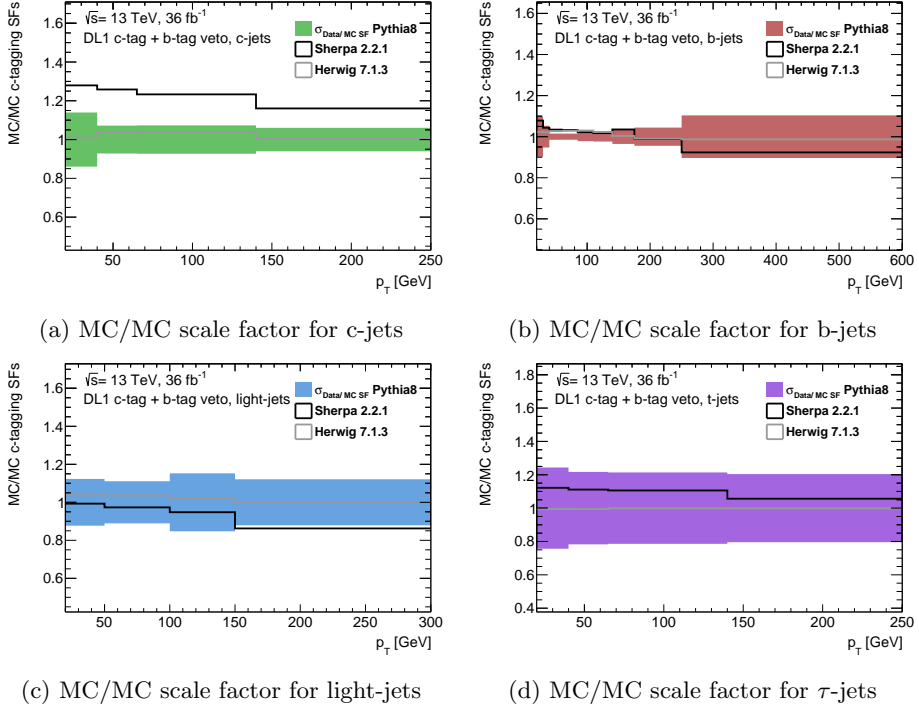 MC/MC c-tagging SFs
√s= 13 TeV, 36 fb⁻¹
DL1 c-tag + b-tag veto, c-jets
σData/ MC SF Pythia8
Sherpa 2.2.1
Herwig 7.1.3
1.6
1.4
1.2
1
0.8
0.6
50 100 150 200 250
p_T [GeV]
(a) MC/MC scale factor for c-jets
MC/MC c-tagging SFs
√s= 13 TeV, 36 fb⁻¹
DL1 c-tag + b-tag veto, b-jets
σData/ MC SF Pythia8
Sherpa 2.2.1
Herwig 7.1.3
1.6
1.4
1.2
1
0.8
0.6
100 200 300 400 500 600
p_T [GeV]
(b) MC/MC scale factor for b-jets
MC/MC c-tagging SFs
√s= 13 TeV, 36 fb⁻¹
DL1 c-tag + b-tag veto, light-jets
σData/ MC SF Pythia8
Sherpa 2.2.1
Herwig 7.1.3
1.6
1.4
1.2
1
0.8
0.6
50 100 150 200 250 300
p_T [GeV]
(c) MC/MC scale factor for light-jets
MC/MC c-tagging SFs
√s= 13 TeV, 36 fb⁻¹
DL1 c-tag + b-tag veto, t-jets
σData/ MC SF Pythia8
Sherpa 2.2.1
Herwig 7.1.3
1.8
1.6
1.4
1.2
1
0.8
0.6
0.4
50 100 150 200 250
p_T [GeV]
(d) MC/MC scale factor for τ-jets